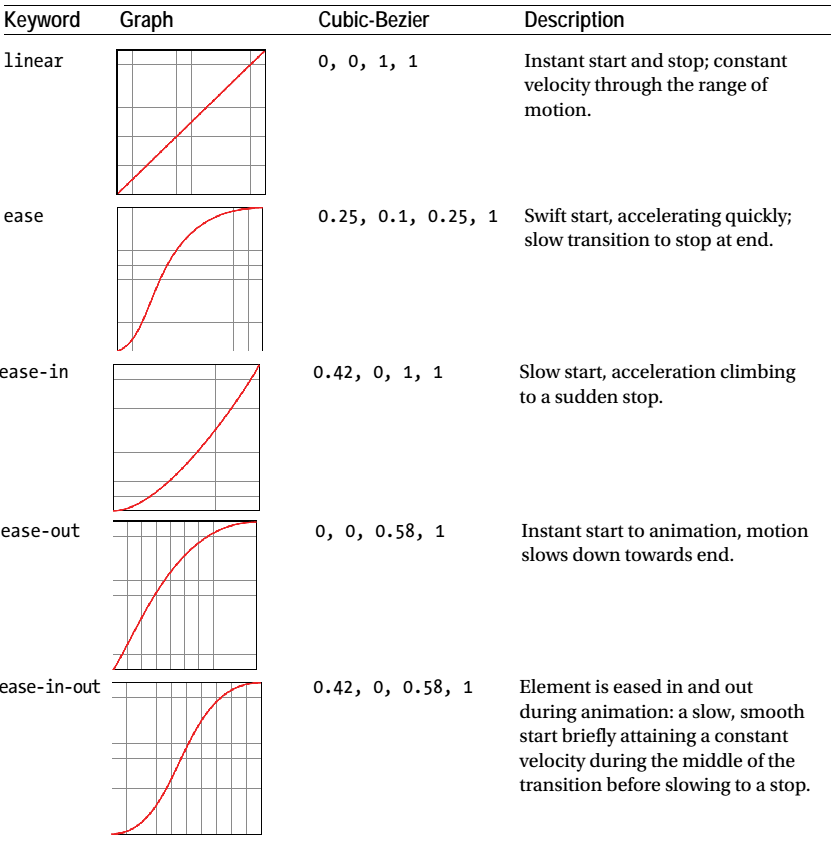 Keyword Graph Cubic-Bezier Description
linear 0, 0, 1, 1 Instant start and stop; constant
velocity through the range of
motion.
ease 0.25, 0.1, 0.25, 1 Swift start, accelerating quickly;
slow transition to stop at end.
ease-in 0.42, 0, 1, 1 Slow start, acceleration climbing
to a sudden stop.
ease-out 0, 0, 0.58, 1 Instant start to animation, motion
slows down towards end.
ease-in-out 0.42, 0, 0.58, 1 Element is eased in and out
during animation: a slow, smooth
start briefly attaining a constant
velocity during the middle of the
transition before slowing to a stop.